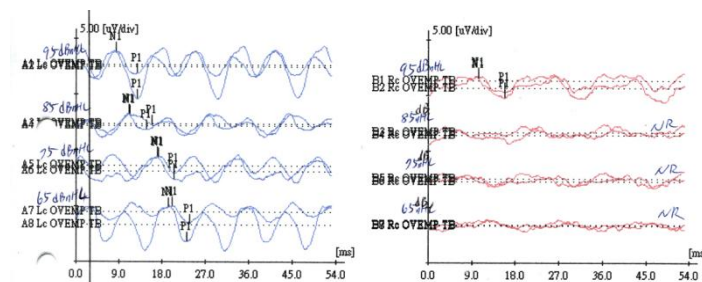 5.00 [uV/div]
95 dBnHL
N1
A2 Lc OVEMP-TB
P1
P1
85 dBnHL
N1
P1
OVEMP-TB
75 dBnHL
N1
A5 Lc OVEMP-TB
P1
A6 Lc OVEMP-TB
65 dBnHL
N1
A7 Lc OVEMP-TB
P1
A8 Lc OVEMP-TB
P1
[ms]
0.0 9.0 18.0 27.0 36.0 45.0 54.0
5.00 [uV/div]
95 dBnHL
N1
B1 Rc OVEMP-TB
P1
B2 Rc OVEMP-TB
85 dHL
NR
Rc OVEMP-TB
75 dHL
NR
Rc OVEMP-TB
65 dHL
NR
Rc OVEMP-TB
[ms]
0.0 9.0 18.0 27.0 36.0 45.0 54.0